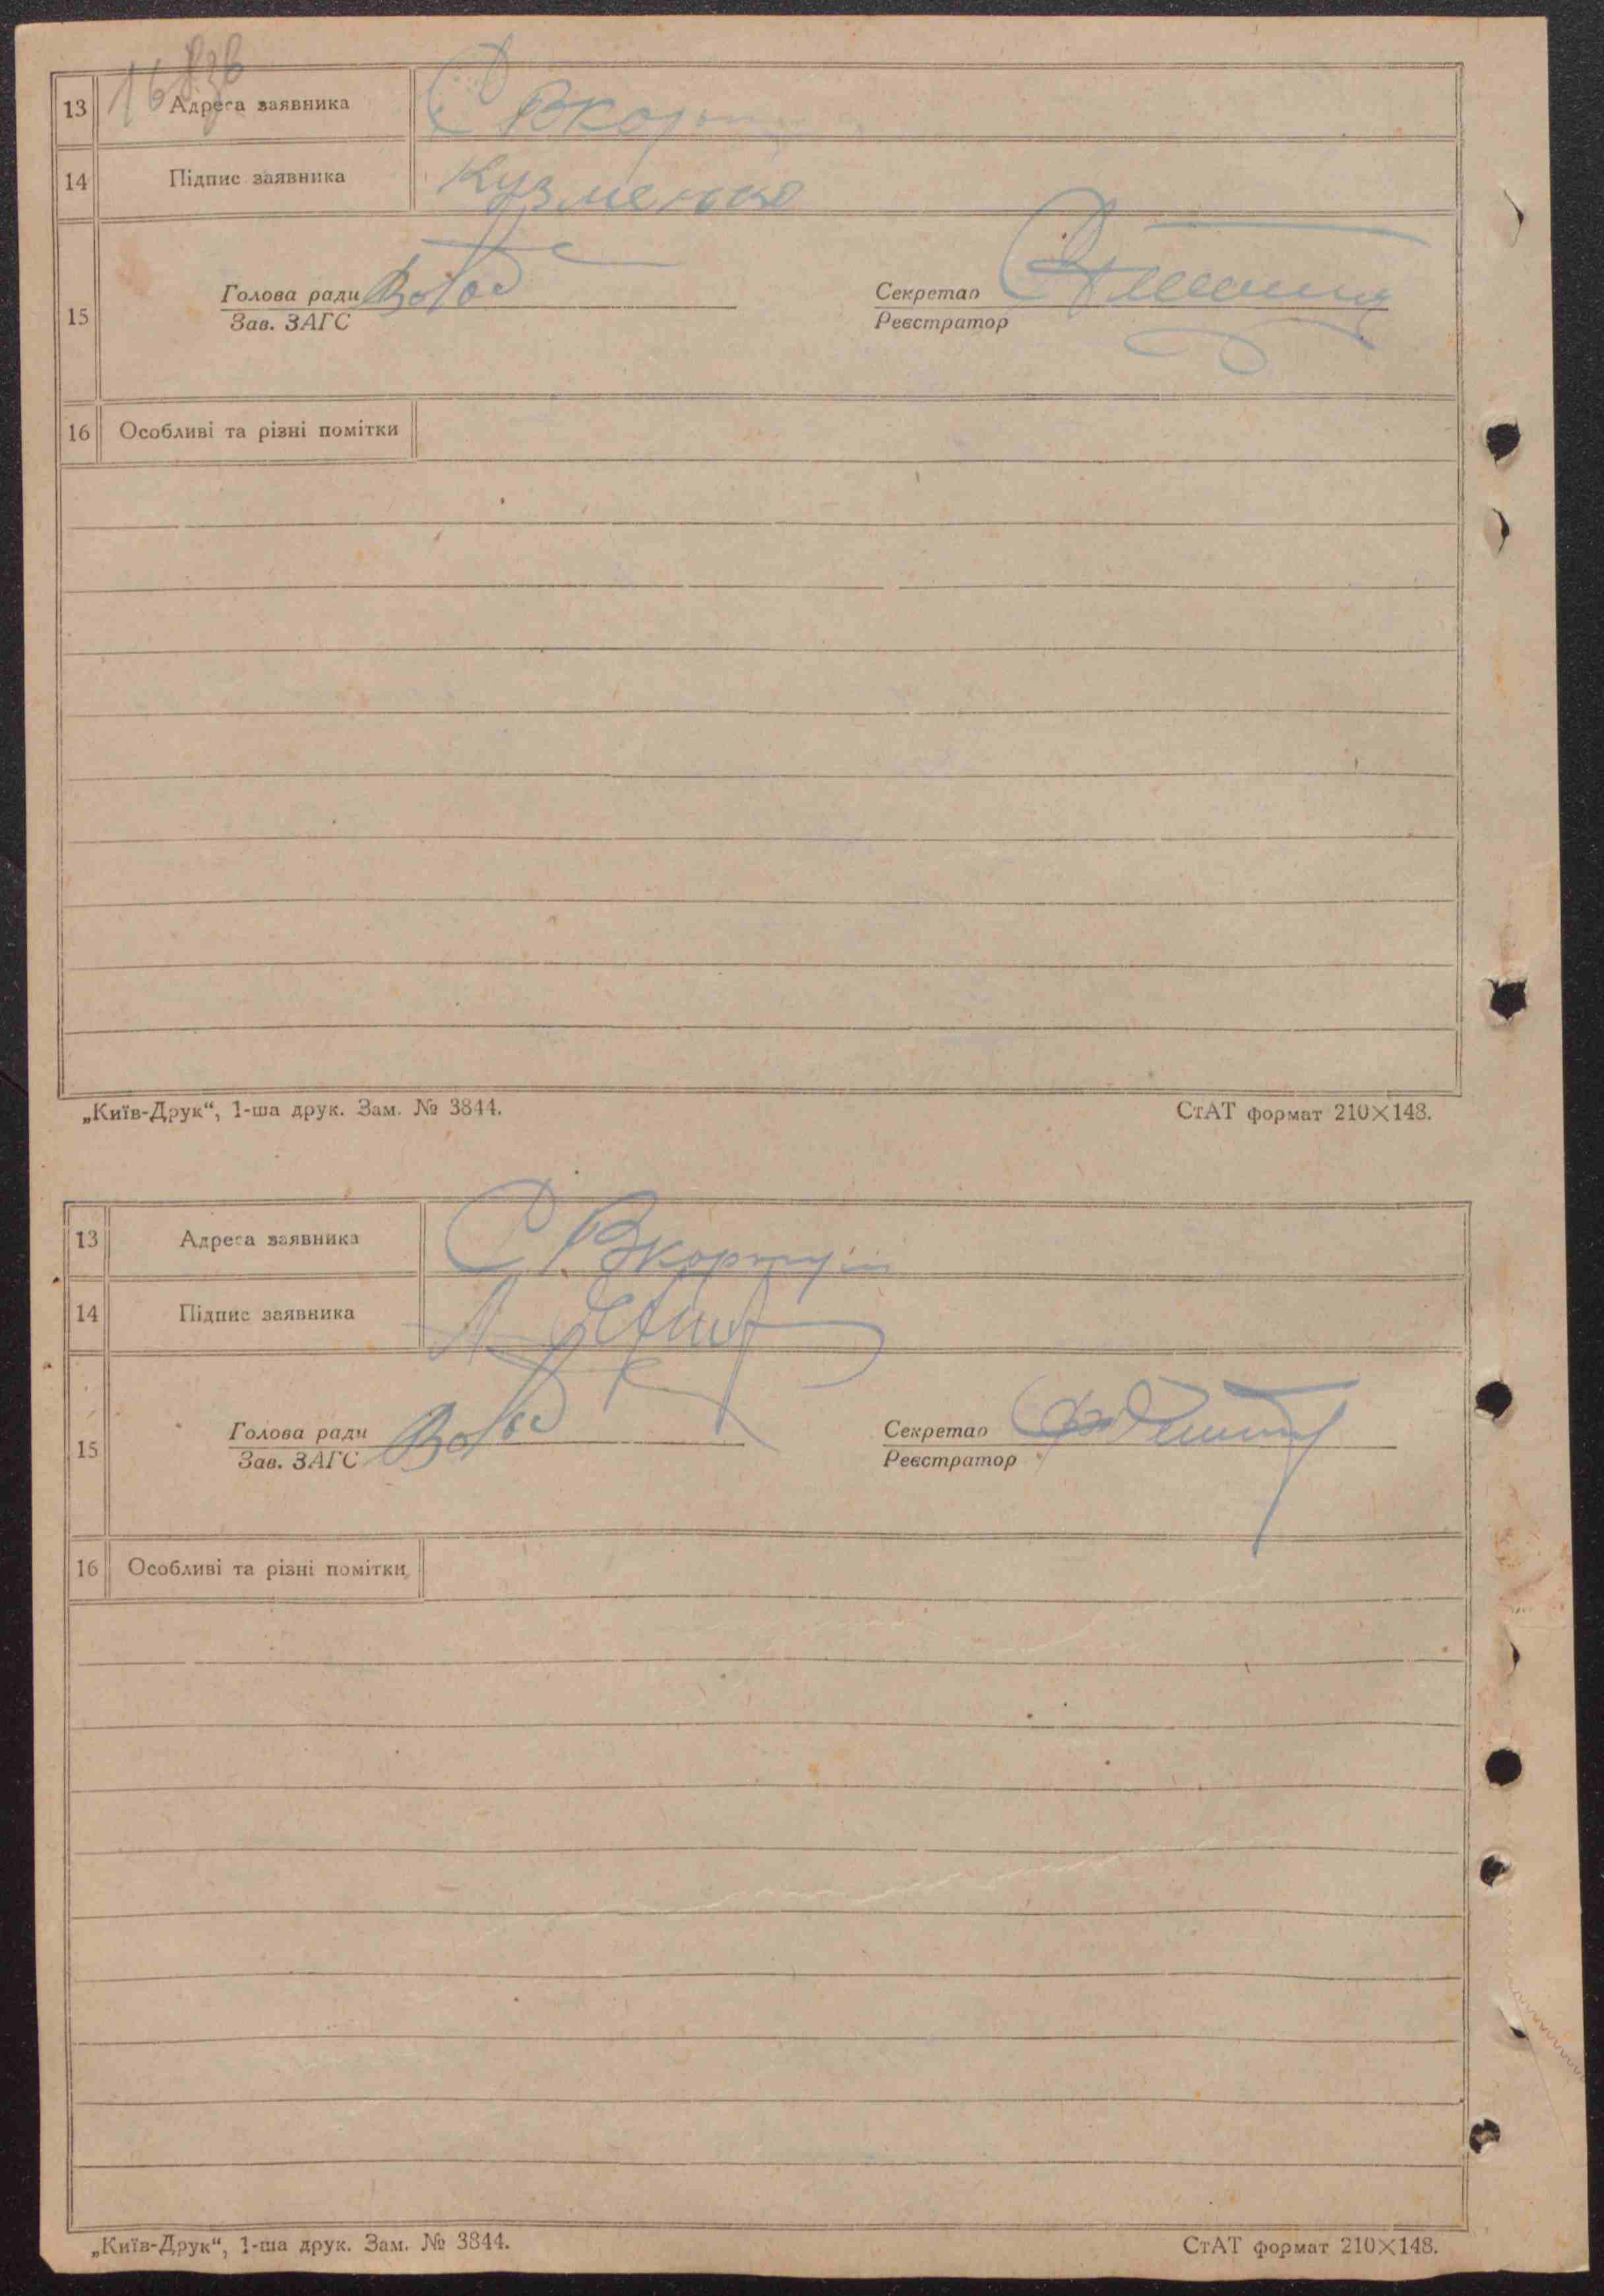 16 взв
13 Адреса заявника С Вкор
14 Підпис заявника Кузменко
Голова ради Секретар
15
Зав. ЗАГС Реєстратор
16 Особливі та різні помітки
„Київ-Друк“, 1-ша друк. Зам. № 3844. СтАТ формат 210×148.
13 Адреса заявника С
14 Підпис заявника
Голова ради Секретар
15
Зав. ЗАГС Реєстратор
16 Особливі та різні помітки
„Київ-Друк“, 1-ша друк. Зам. № 3844. СтАТ формат 210×148.